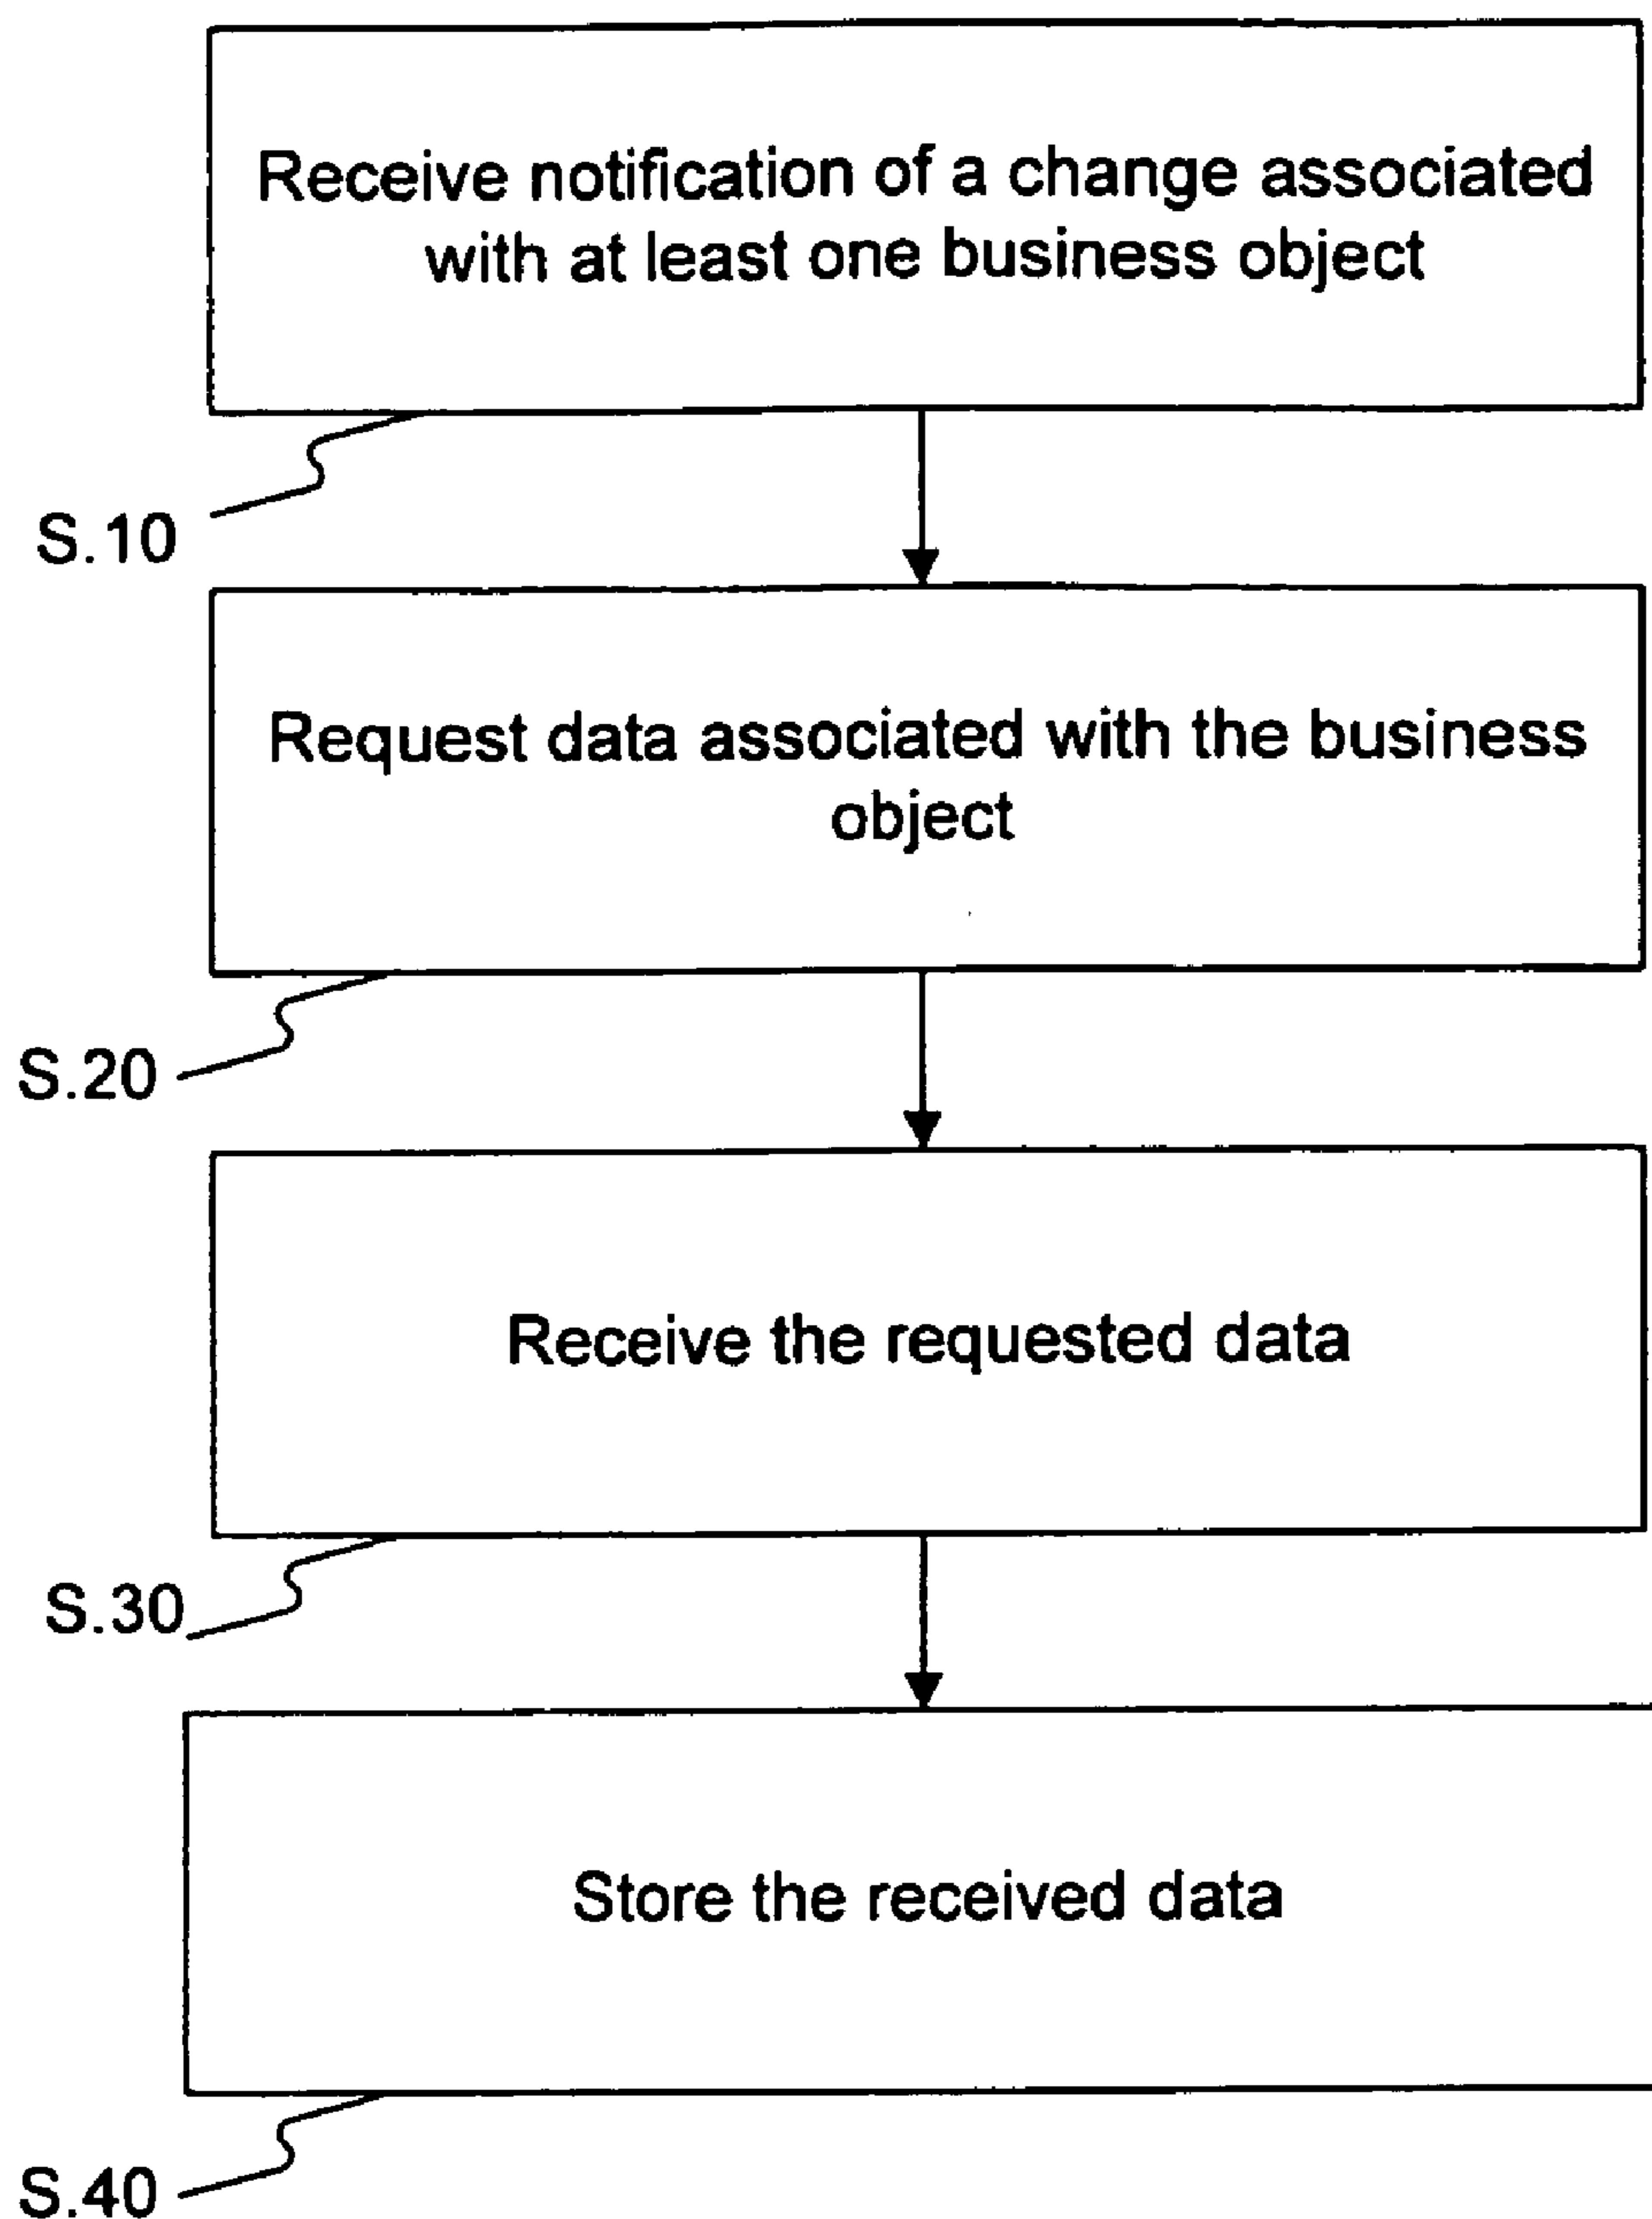 Receive notification of a change associated
with at least one business object
S.10
Request data associated with the business
object
S.20
Receive the requested data
S.30
Store the received data
S.40